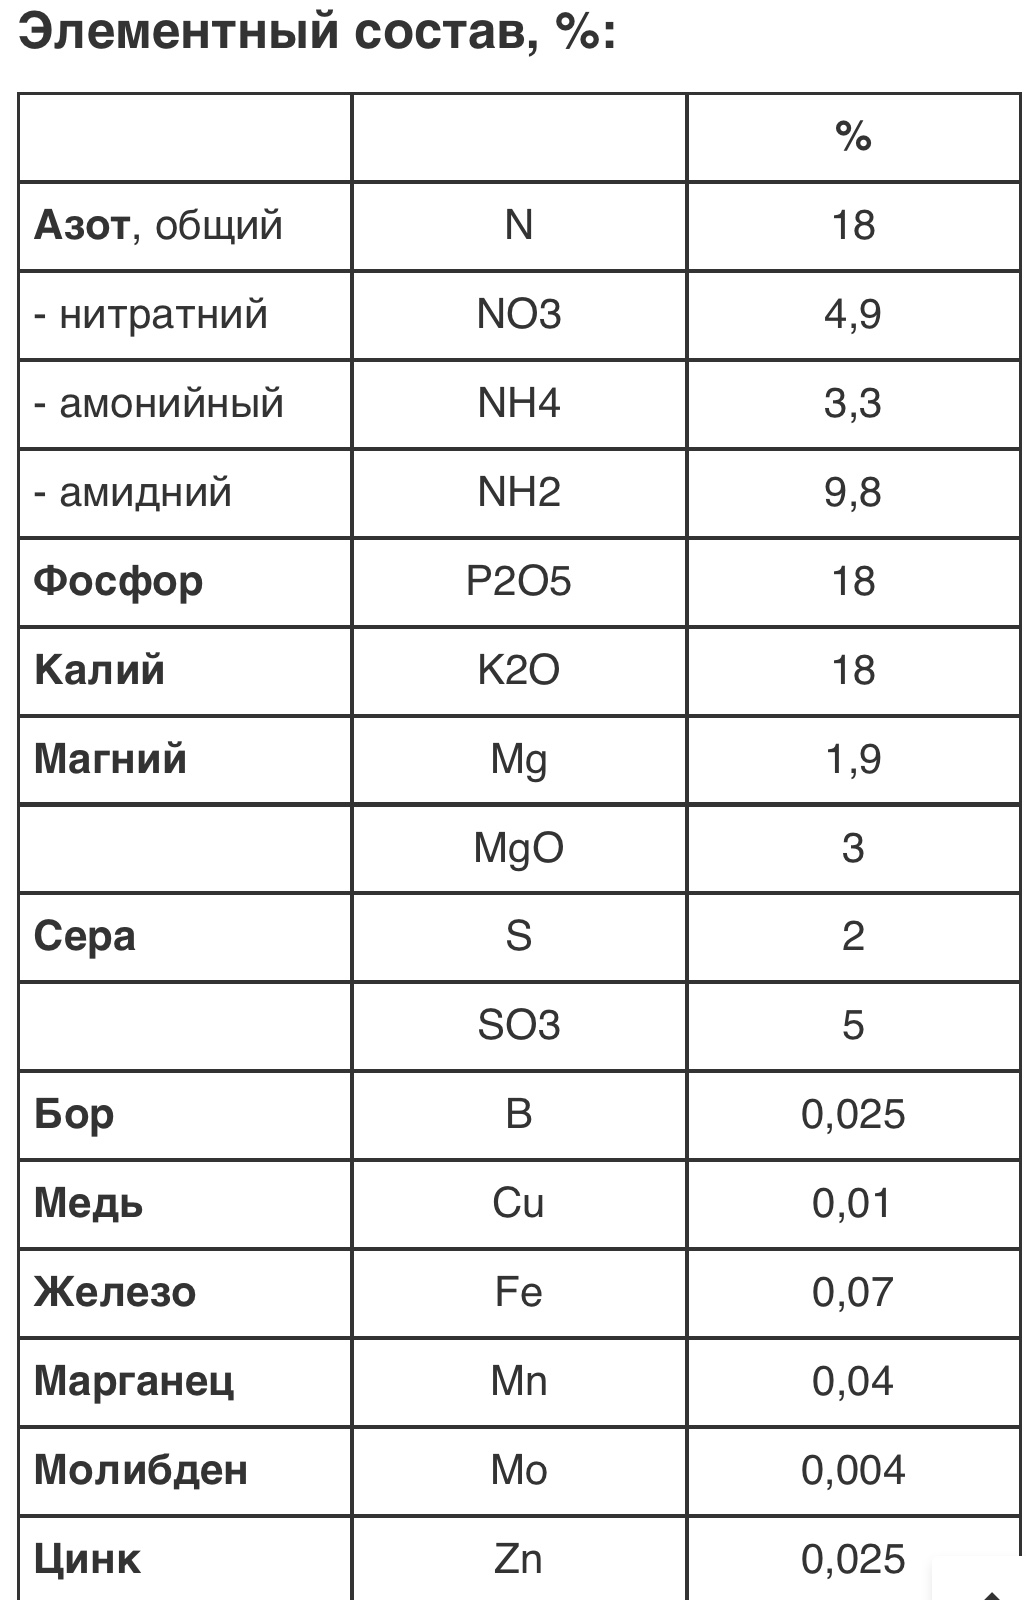 Элементный состав, %:
%
Азот, общий N 18
- нитратний NO3 4,9
- амонийный NH4 3,3
- амидний NH2 9,8
Фосфор P2O5 18
Калий K2O 18
Магний Mg 1,9
MgO 3
Сера S 2
SO3 5
Бор B 0,025
Медь Cu 0,01
Железо Fe 0,07
Марганец Mn 0,04
Молибден Mo 0,004
Цинк Zn 0,025